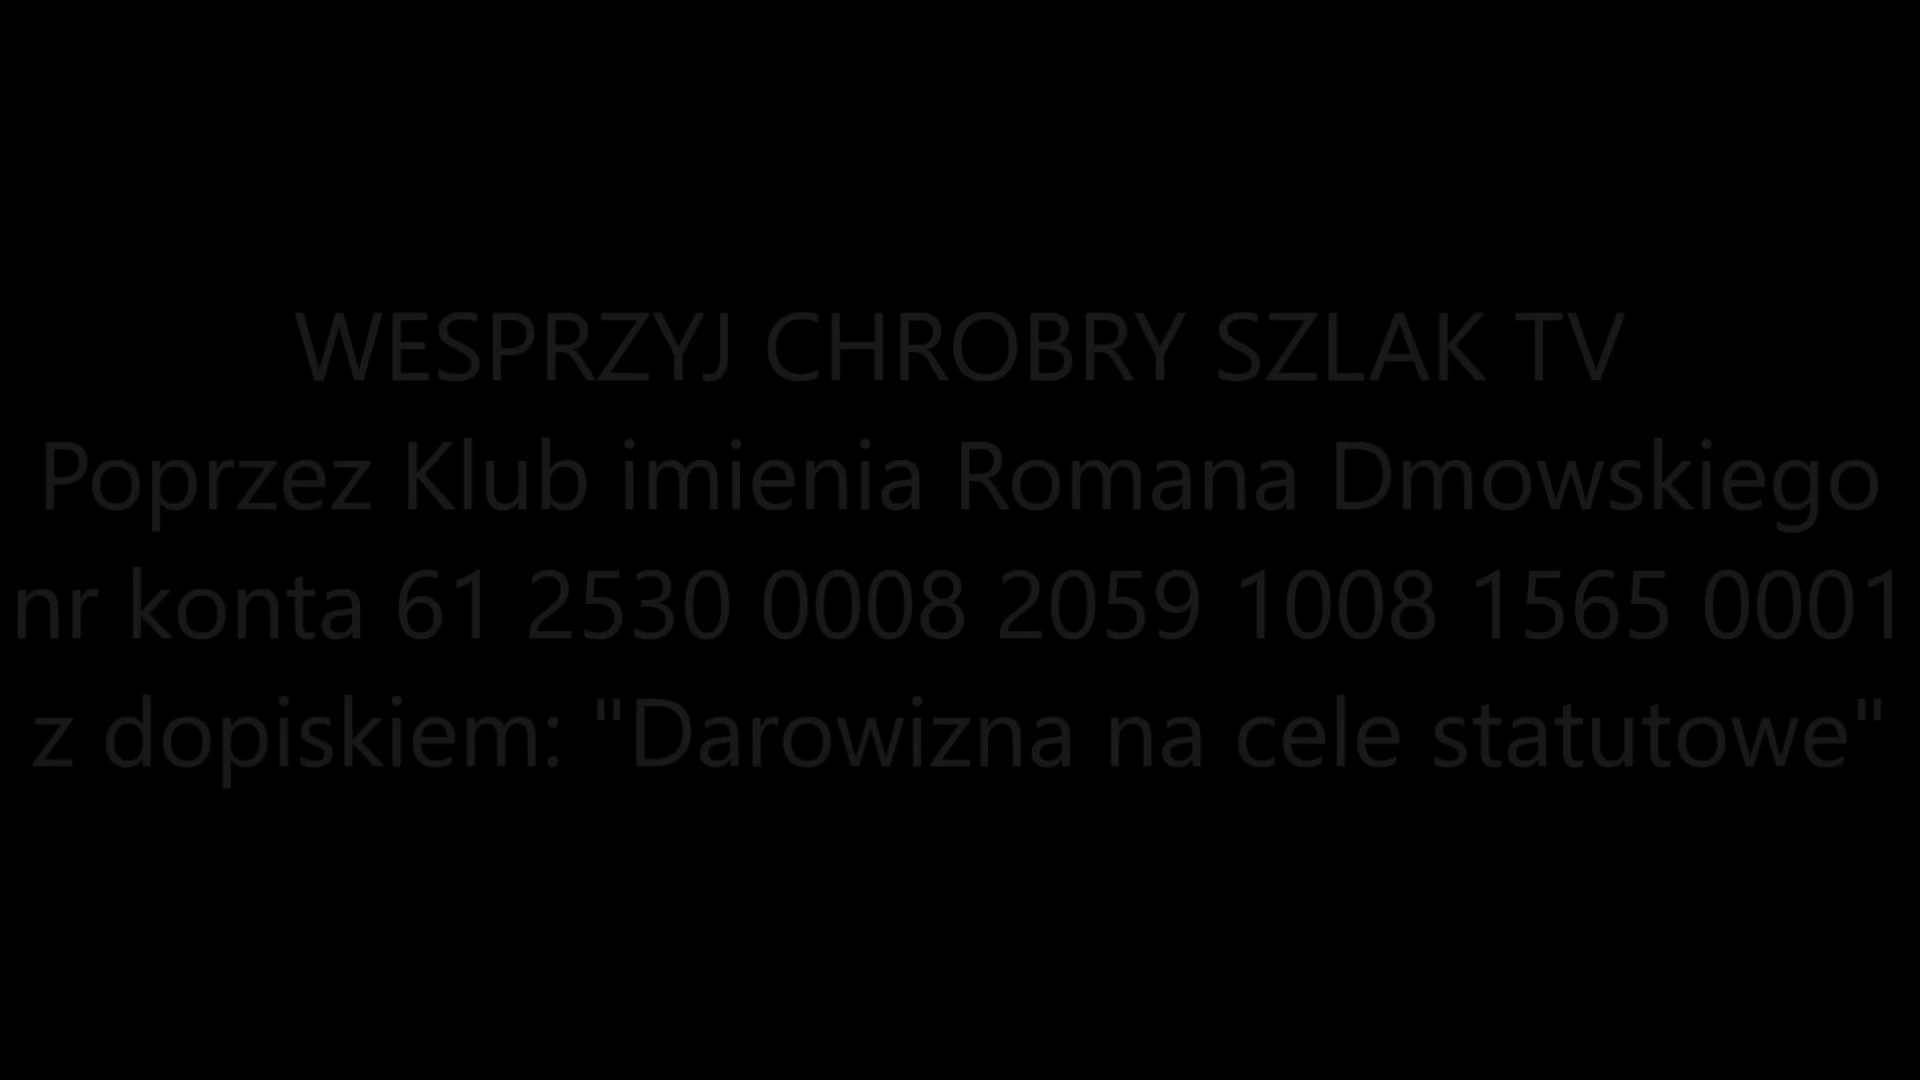 WESPRZYJ CHROBRY SZLAK TV
Poprzez Klub imienia Romana Dmowskiego
nr konta 61 2530 0008 2059 1008 1565 0001
z dopiskiem: "Darowizna na cele statutowe"